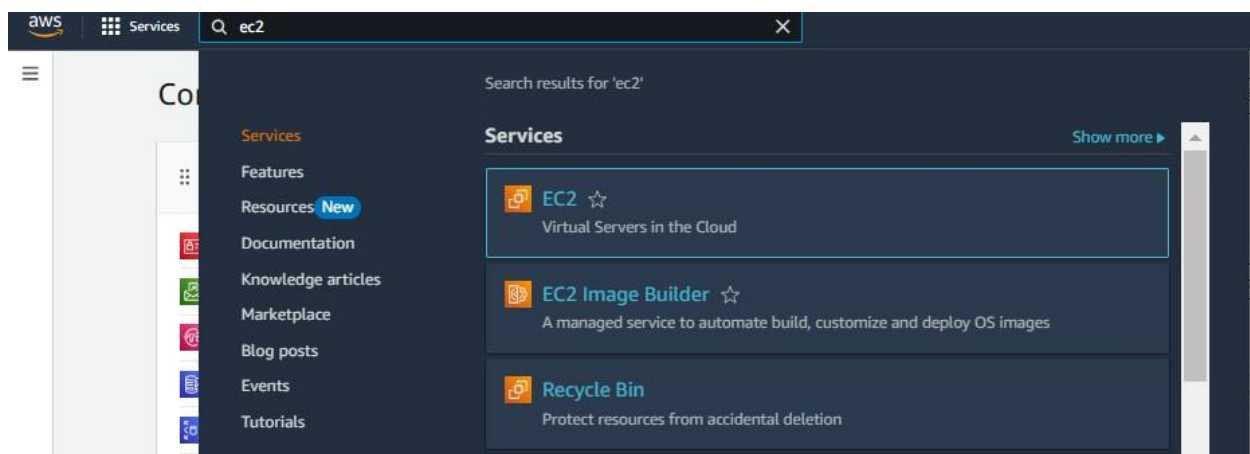 aws
Services
ec2
Search results for 'ec2'
Services
Features
Resources New
Documentation
Knowledge articles
Marketplace
Blog posts
Events
Tutorials
Services
Show more
EC2
Virtual Servers in the Cloud
EC2 Image Builder
A managed service to automate build, customize and deploy OS images
Recycle Bin
Protect resources from accidental deletion